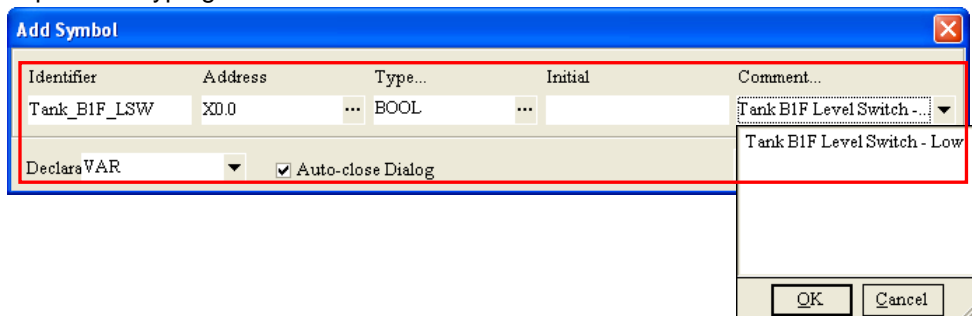 Add Symbol
Identifier Address Type... Initial Comment...
Tank_B1F_LSW X0.0 ... BOOL ... Tank B1F Level Switch -...
Tank B1F Level Switch - Low
Declara VAR Auto-close Dialog
OK Cancel